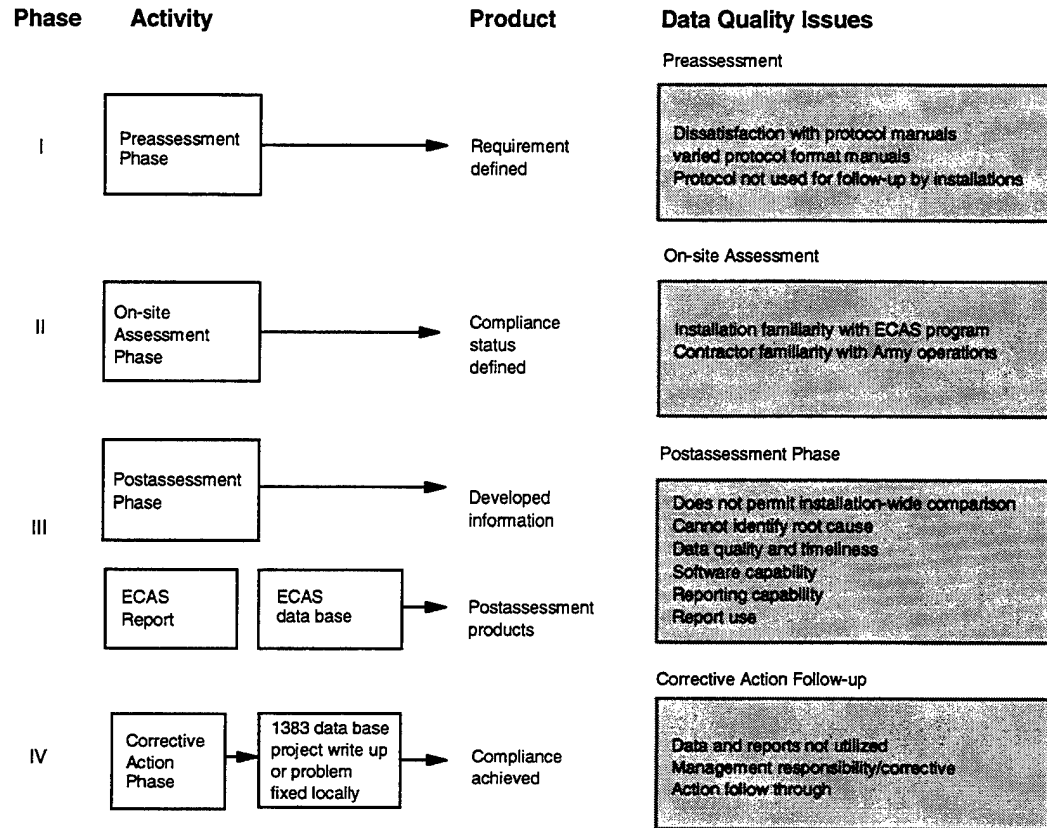 Phase Activity Product Data Quality Issues
Preassessment
I
Preassessment
Phase
Requirement
defined
Dissatisfaction with protocol manuals
varied protocol format manuals
Protocol not used for follow-up by installations
On-site Assessment
II
On-site
Assessment
Phase
Compliance
status
defined
Installation familiarity with ECAS program
Contractor familiarity with Army operations
Postassessment Phase
III
Postassessment
Phase
Developed
information
Does not permit installation-wide comparison
Cannot identify root cause
Data quality and timeliness
Software capability
Reporting capability
Report use
ECAS
Report
ECAS
data base
Postassessment
products
Corrective Action Follow-up
IV
Corrective
Action
Phase
1383 data base
project write up
or problem
fixed locally
Compliance
achieved
Data and reports not utilized
Management responsibility/corrective
Action follow through